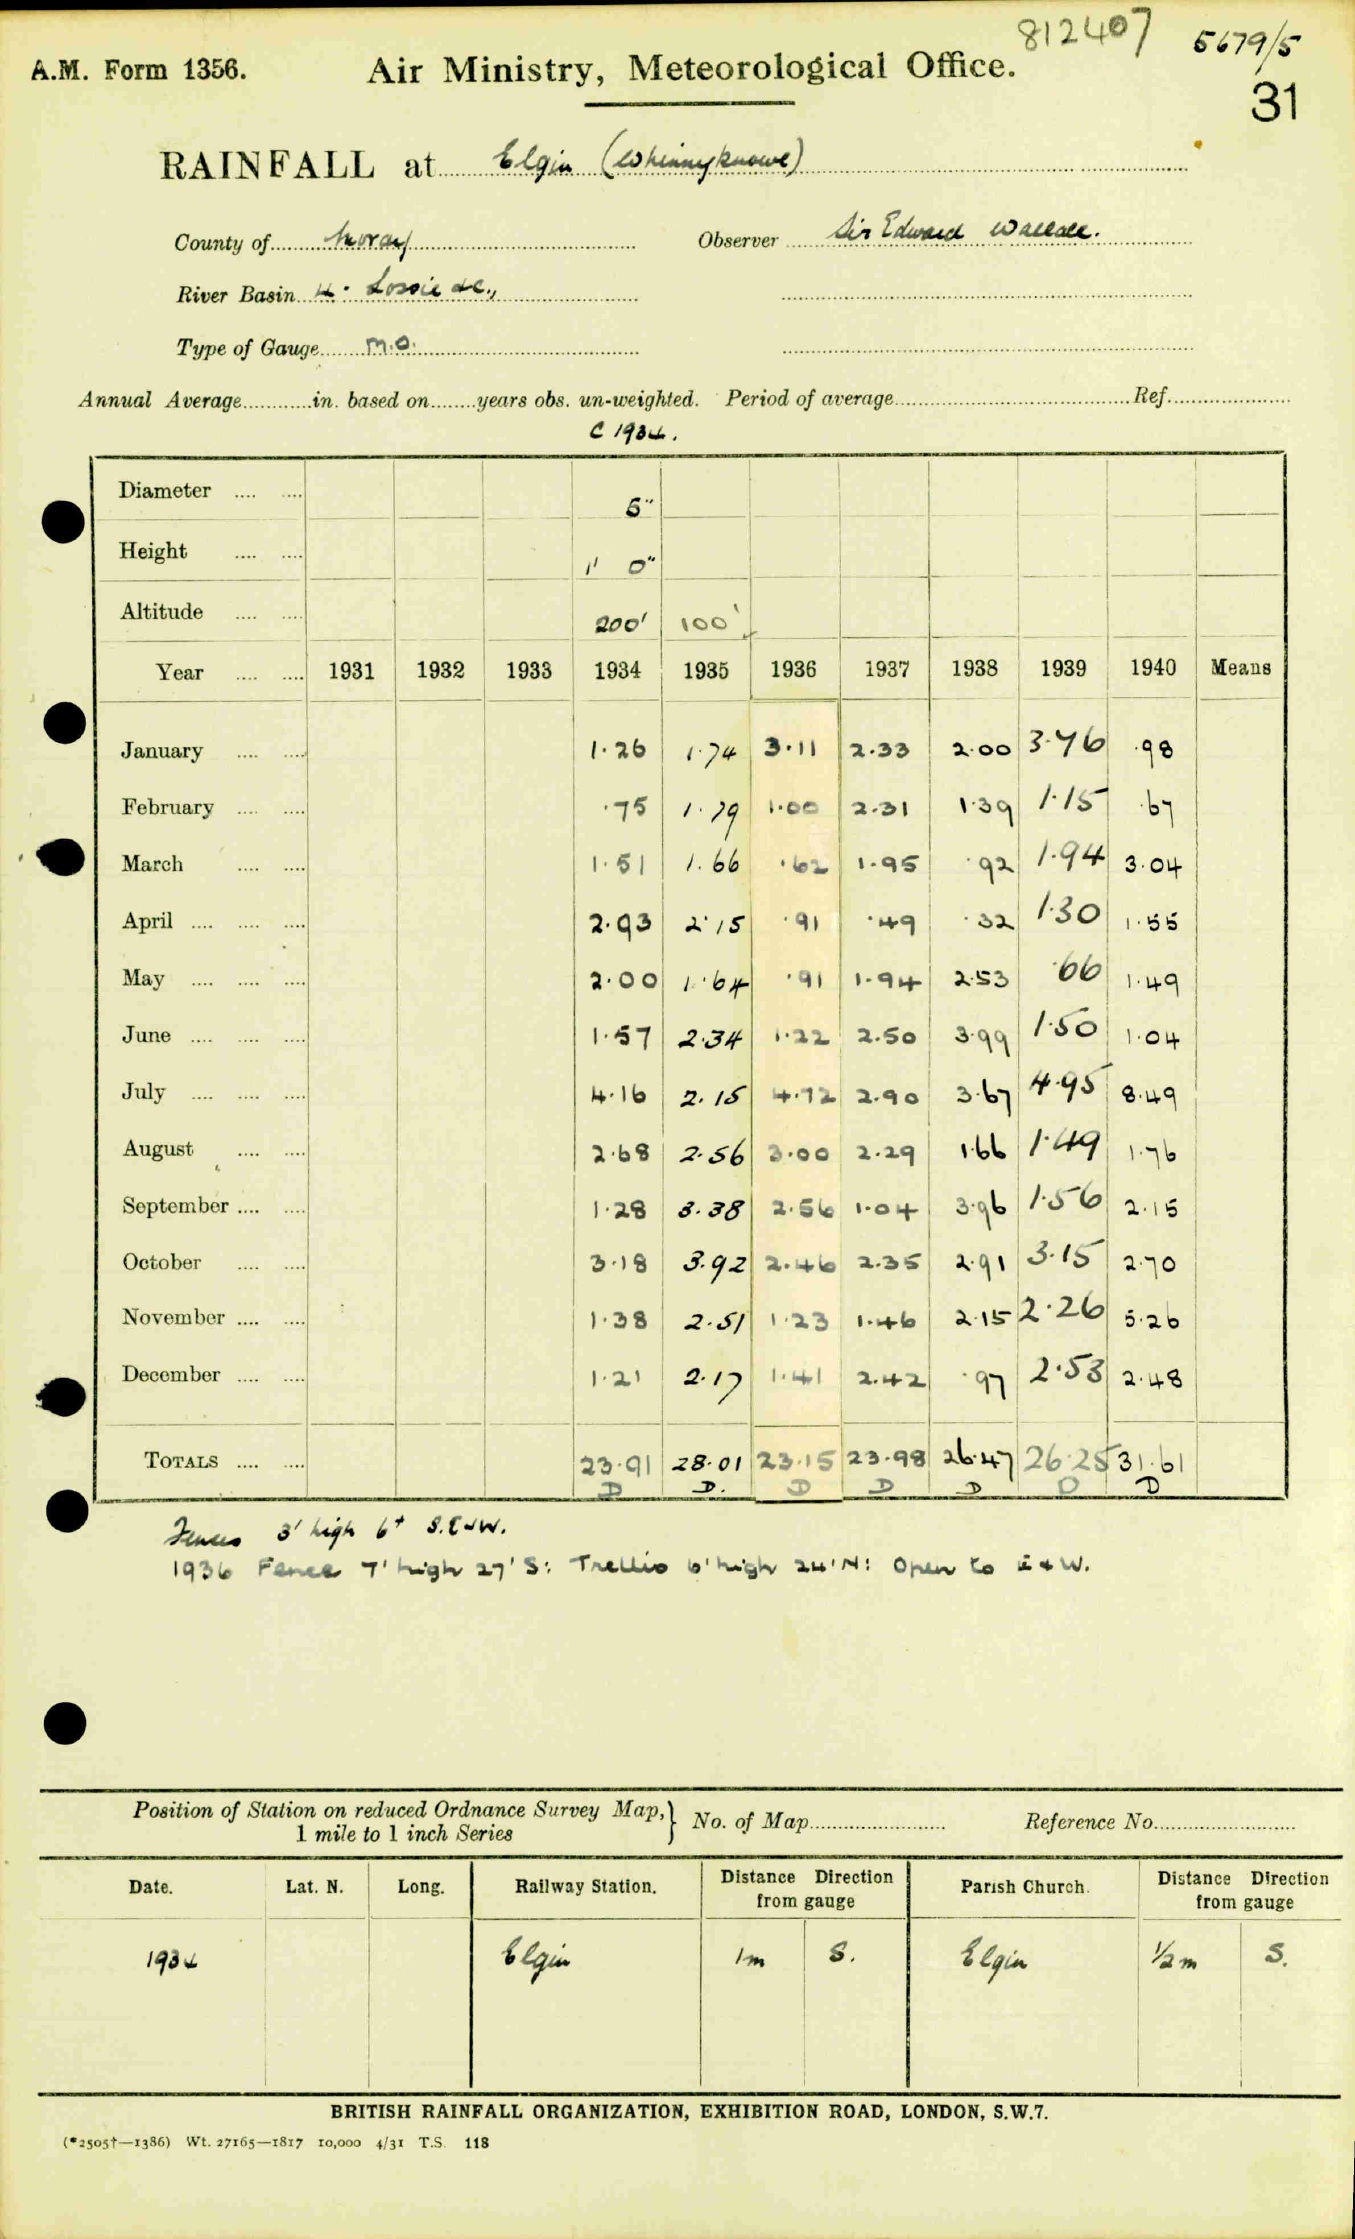 812407 5679/5
A.M. Form 1356. Air Ministry, Meteorological Office.
31
RAINFALL at Elgin (Whinnyknowe)
County of Moray Observer Sir Edward Wallace.
River Basin 4. Lossie &c.,
Type of Gauge M.O.
Annual Average in. based on years obs. un-weighted. Period of average Ref.
C 1934.
Diameter 5"
Height 1' 0"
Altitude 200' 100'
Year 1931 1932 1933 1934 1935 1936 1937 1938 1939 1940 Means
January 1.26 1.74 3.11 2.33 2.00 3.76 .98
February .75 1.79 1.00 2.31 1.39 1.15 .67
March 1.51 1.66 .62 1.95 .92 1.94 3.04
April 2.93 2.15 .91 .49 .32 1.30 1.55
May 2.00 1.64 .91 1.94 2.53 .66 1.49
June 1.57 2.34 1.22 2.50 3.99 1.50 1.04
July 4.16 2.15 4.72 2.90 3.67 4.95 8.49
August 2.68 2.56 3.00 2.29 1.66 1.49 1.76
September 1.28 3.38 2.56 1.04 3.96 1.56 2.15
October 3.18 3.92 2.46 2.35 2.91 3.15 2.70
November 1.38 2.51 1.23 1.46 2.15 2.26 5.26
December 1.21 2.17 1.41 2.42 .97 2.53 2.48
TOTALS 23.91 28.01 23.15 23.98 26.47 26.25 31.61
D D. D D D D D
Fences 3' high 6+ S.E&W.
1936 Fence 7' high 27' S: Trellis 6' high 24' N: Open to E & W.
Position of Station on reduced Ordnance Survey Map,} No. of Map Reference No.
1 mile to 1 inch Series
Date. Lat. N. Long. Railway Station. Distance Direction from gauge Parish Church. Distance Direction from gauge
1934 Elgin 1m S. Elgin 1/2 m S.
BRITISH RAINFALL ORGANIZATION, EXHIBITION ROAD, LONDON, S.W.7.
(*2505†—1386) Wt. 27165—1817 10,000 4/31 T.S. 118